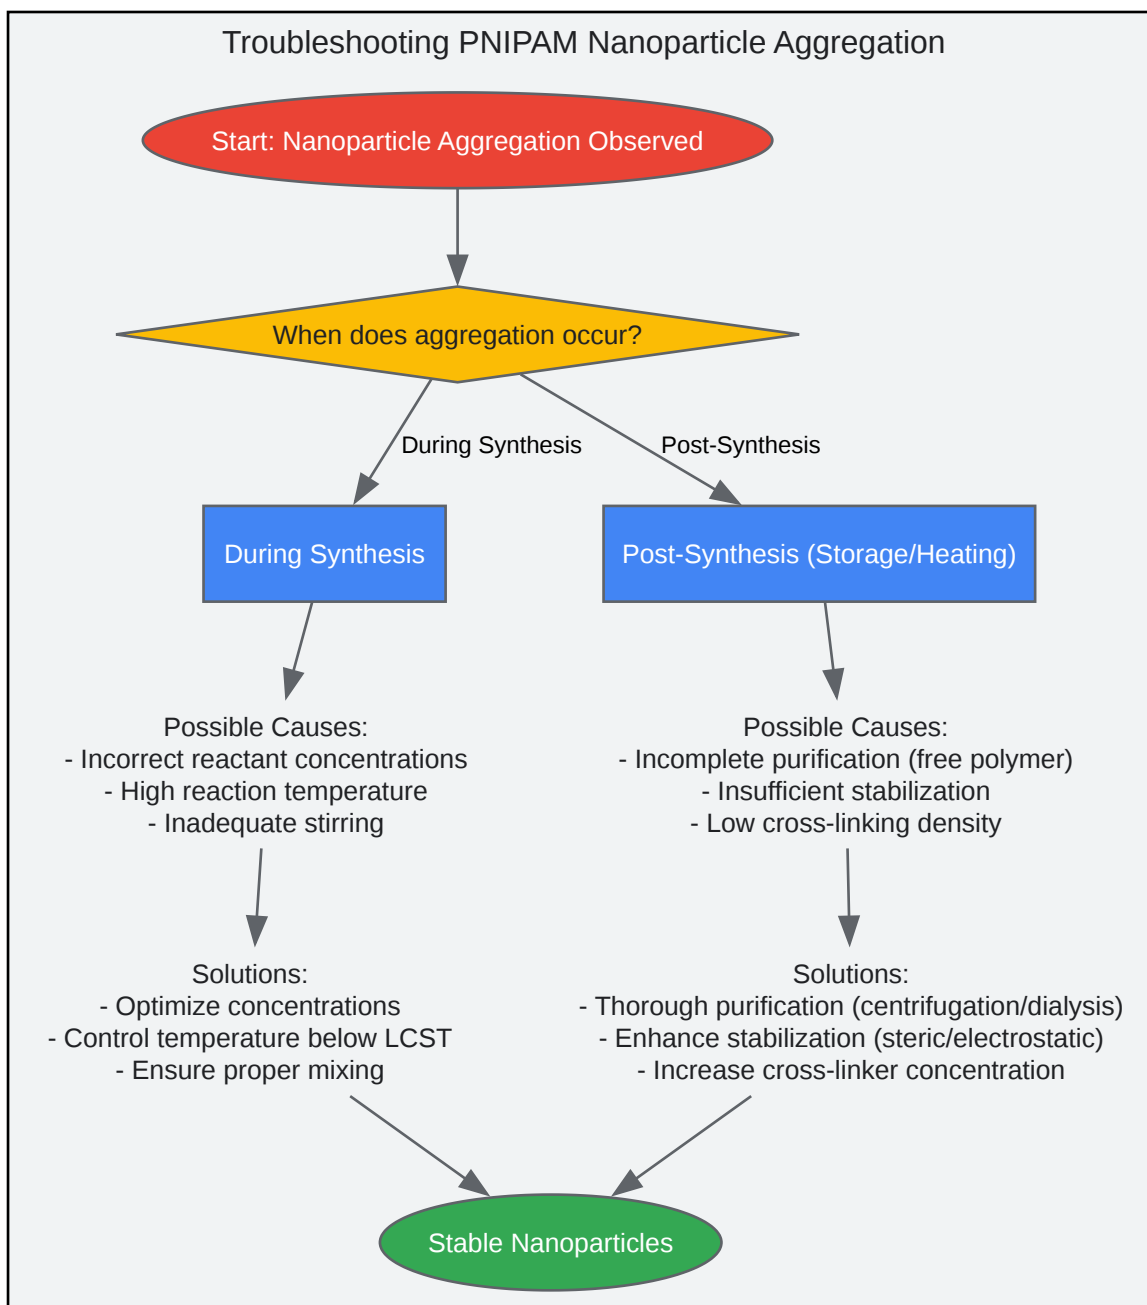 Troubleshooting PNIPAM Nanoparticle Aggregation
Start: Nanoparticle Aggregation Observed
When does aggregation occur?
During Synthesis
Post-Synthesis
During Synthesis
Post-Synthesis (Storage/Heating)
Possible Causes:
- Incorrect reactant concentrations
- High reaction temperature
- Inadequate stirring
Possible Causes:
- Incomplete purification (free polymer)
- Insufficient stabilization
- Low cross-linking density
Solutions:
- Optimize concentrations
- Control temperature below LCST
- Ensure proper mixing
Solutions:
- Thorough purification (centrifugation/dialysis)
- Enhance stabilization (steric/electrostatic)
- Increase cross-linker concentration
Stable Nanoparticles